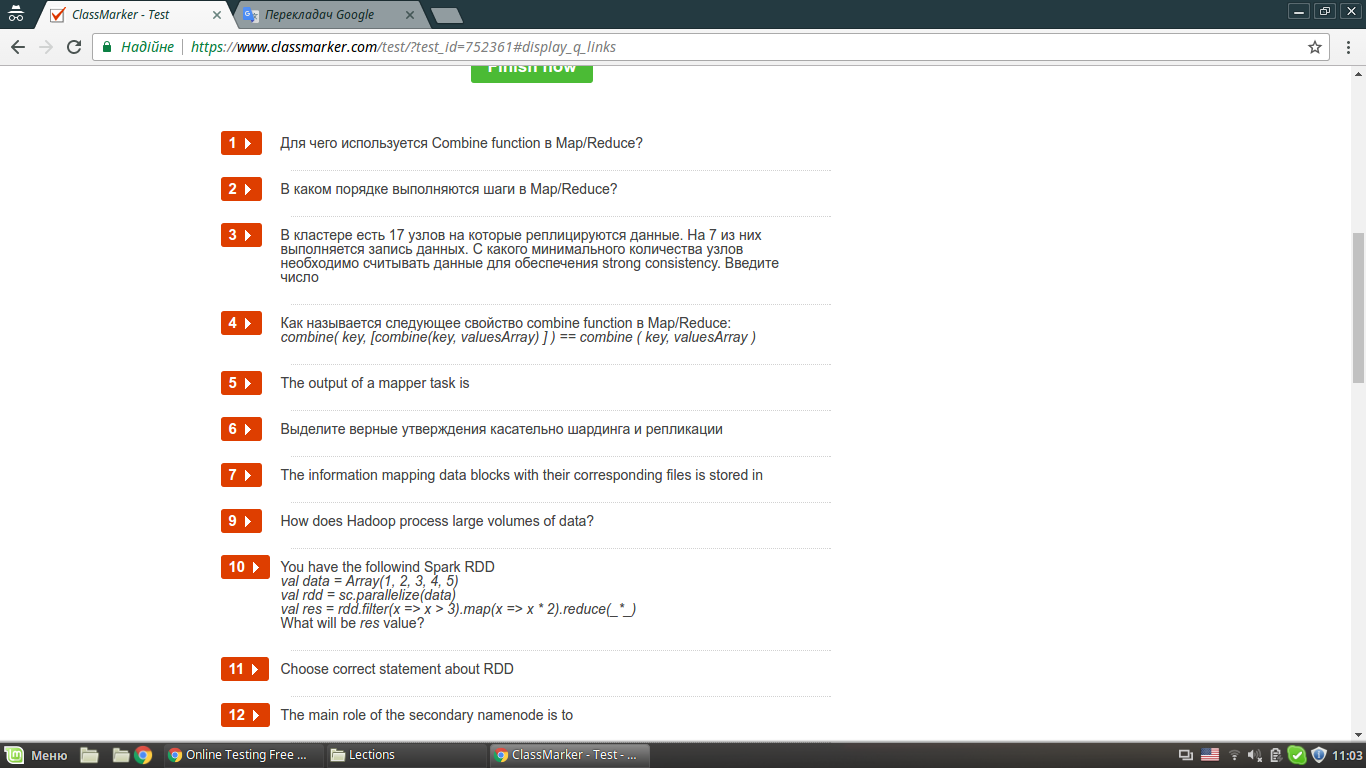 ClassMarker - Test
Перекладач Google
Надійне
https://www.classmarker.com/test/?test_id=752361#display_q_links
Finish now
1 Для чего используется Combine function в Map/Reduce?
2 В каком порядке выполняются шаги в Map/Reduce?
3 В кластере есть 17 узлов на которые реплицируются данные. На 7 из них
выполняется запись данных. С какого минимального количества узлов
необходимо считывать данные для обеспечения strong consistency. Введите
число
4 Как называется следующее свойство combine function в Map/Reduce:
combine( key, [combine(key, valuesArray) ] ) == combine ( key, valuesArray )
5 The output of a mapper task is
6 Выделите верные утверждения касательно шардинга и репликации
7 The information mapping data blocks with their corresponding files is stored in
9 How does Hadoop process large volumes of data?
10 You have the followind Spark RDD
val data = Array(1, 2, 3, 4, 5)
val rdd = sc.parallelize(data)
val res = rdd.filter(x => x > 3).map(x => x * 2).reduce(_*_)
What will be res value?
11 Choose correct statement about RDD
12 The main role of the secondary namenode is to
Меню
Online Testing Free ...
Lections
ClassMarker - Test - ...
11:03